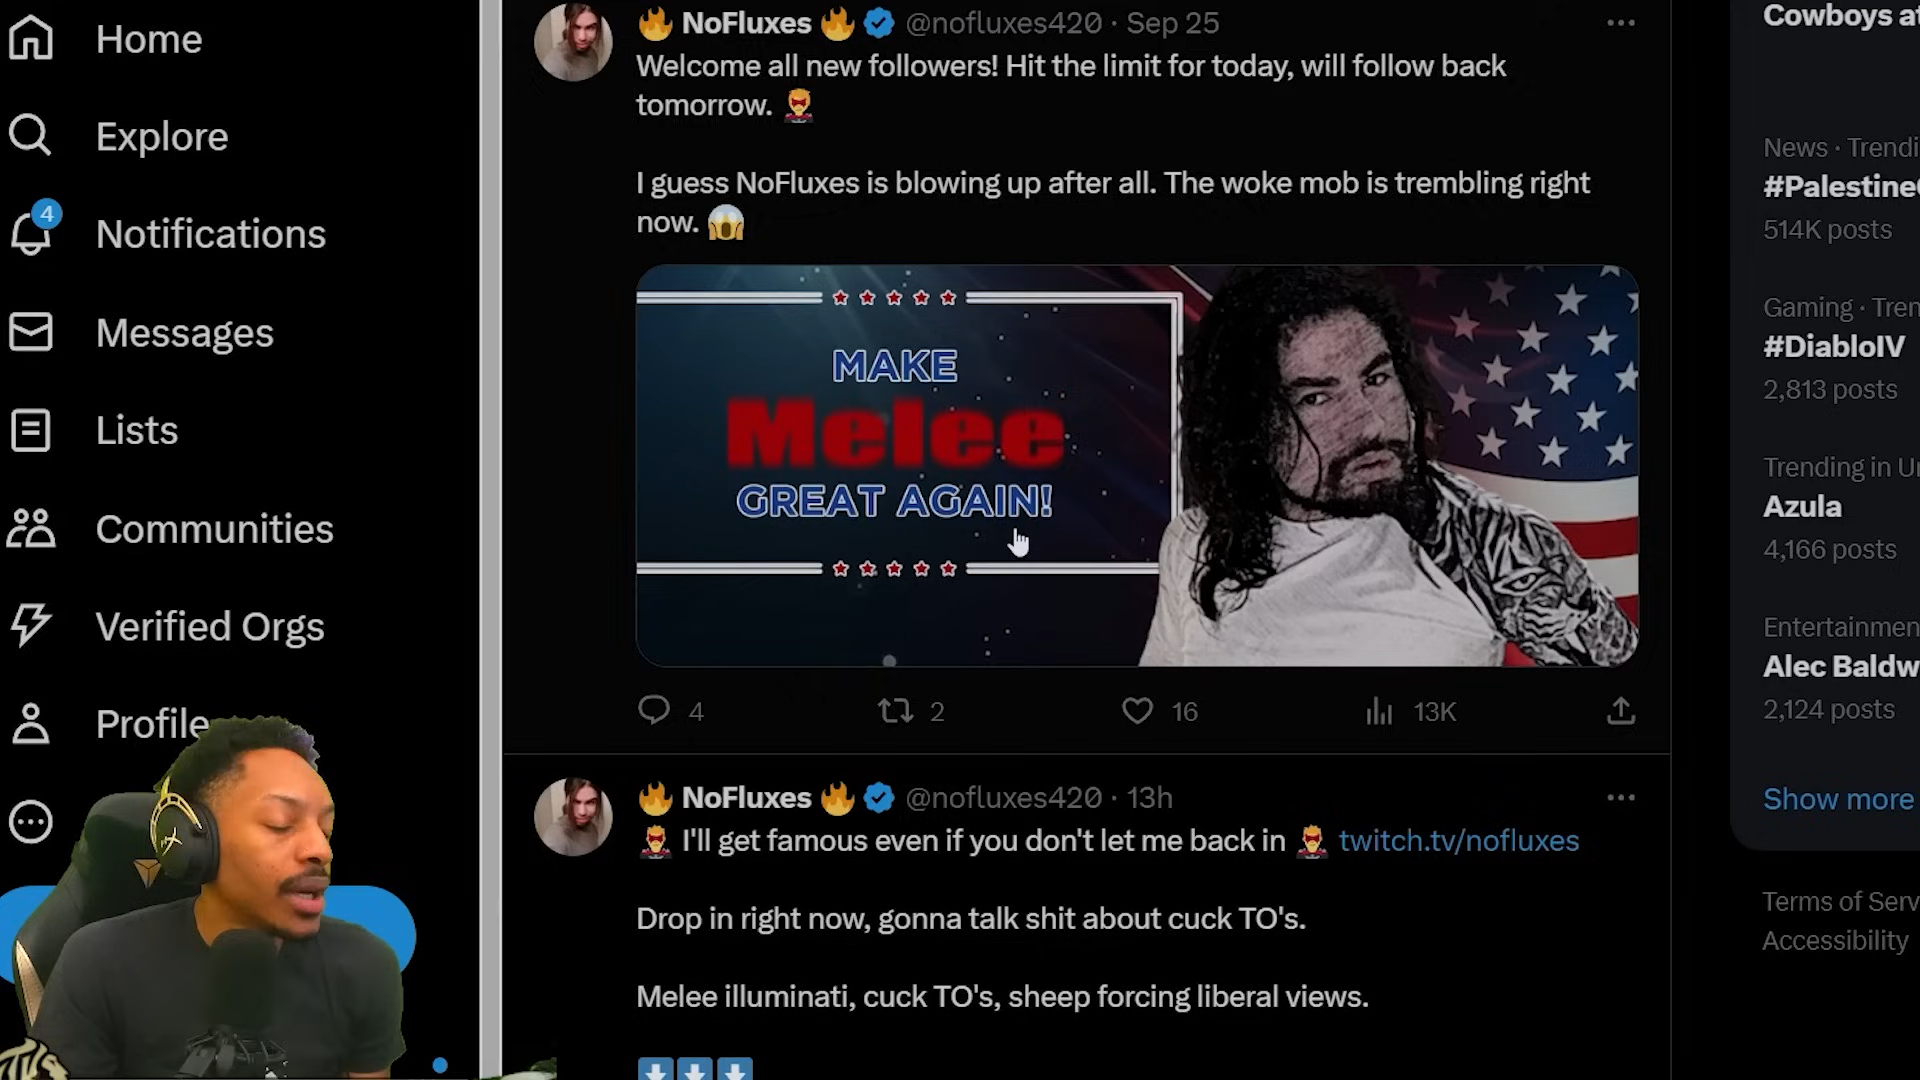 Home
Explore
4
Notifications
Messages
Lists
Communities
Verified Orgs
Profile
NoFluxes @nofluxes420 · Sep 25
Welcome all new followers! Hit the limit for today, will follow back
tomorrow.
I guess NoFluxes is blowing up after all. The woke mob is trembling right
now.
MAKE
Melee
GREAT AGAIN!
4 2 16 13K
NoFluxes @nofluxes420 · 13h
I'll get famous even if you don't let me back in twitch.tv/nofluxes
Drop in right now, gonna talk shit about cuck TO's.
Melee illuminati, cuck TO's, sheep forcing liberal views.
Cowboys
News · Trendi
#Palestine
514K posts
Gaming · Tren
#DiabloIV
2,813 posts
Trending in U
Azula
4,166 posts
Entertainmen
Alec Baldw
2,124 posts
Show more
Terms of Serv
Accessibility